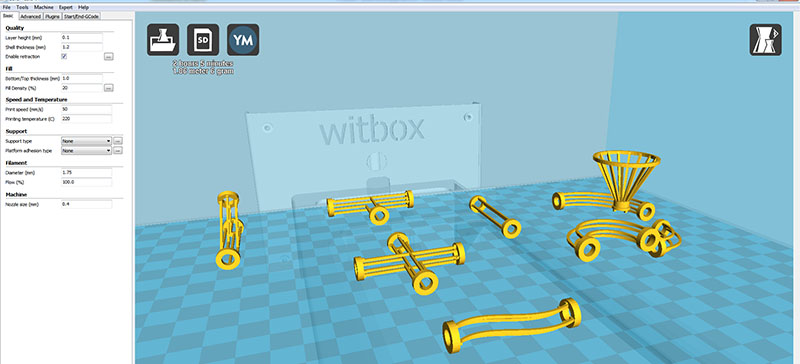 File Tools Machine Expert Help
Basic Advanced Plugins Start/End-GCode
Quality
Layer height (mm) 0.1
Shell thickness (mm) 1.2
Enable retraction ...
Fill
Bottom/Top thickness (mm) 1.0
Fill Density (%) 20 ...
Speed and Temperature
Print speed (mm/s) 50
Printing temperature (C) 220
Support
Support type None ...
Platform adhesion type None ...
Filament
Diameter (mm) 1.75
Flow (%) 100.0
Machine
Nozzle size (mm) 0.4
SD
YM
2 hours 5 minutes
1.86 meter 6 gram
witbox